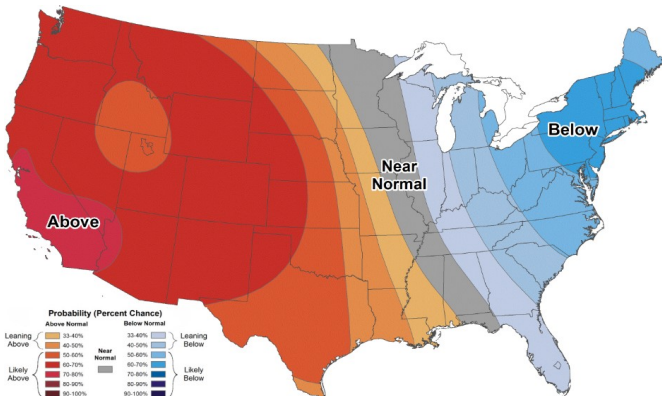 Below
Near
Normal
Above
Probability (Percent Chance)
Above Normal
Below Normal
Leaning
Above
33-40%
40-50%
33-40%
40-50%
Leaning
Below
Likely
Above
50-60%
60-70%
70-80%
80-90%
90-100%
Near
Normal
50-60%
60-70%
70-80%
80-90%
90-100%
Likely
Below